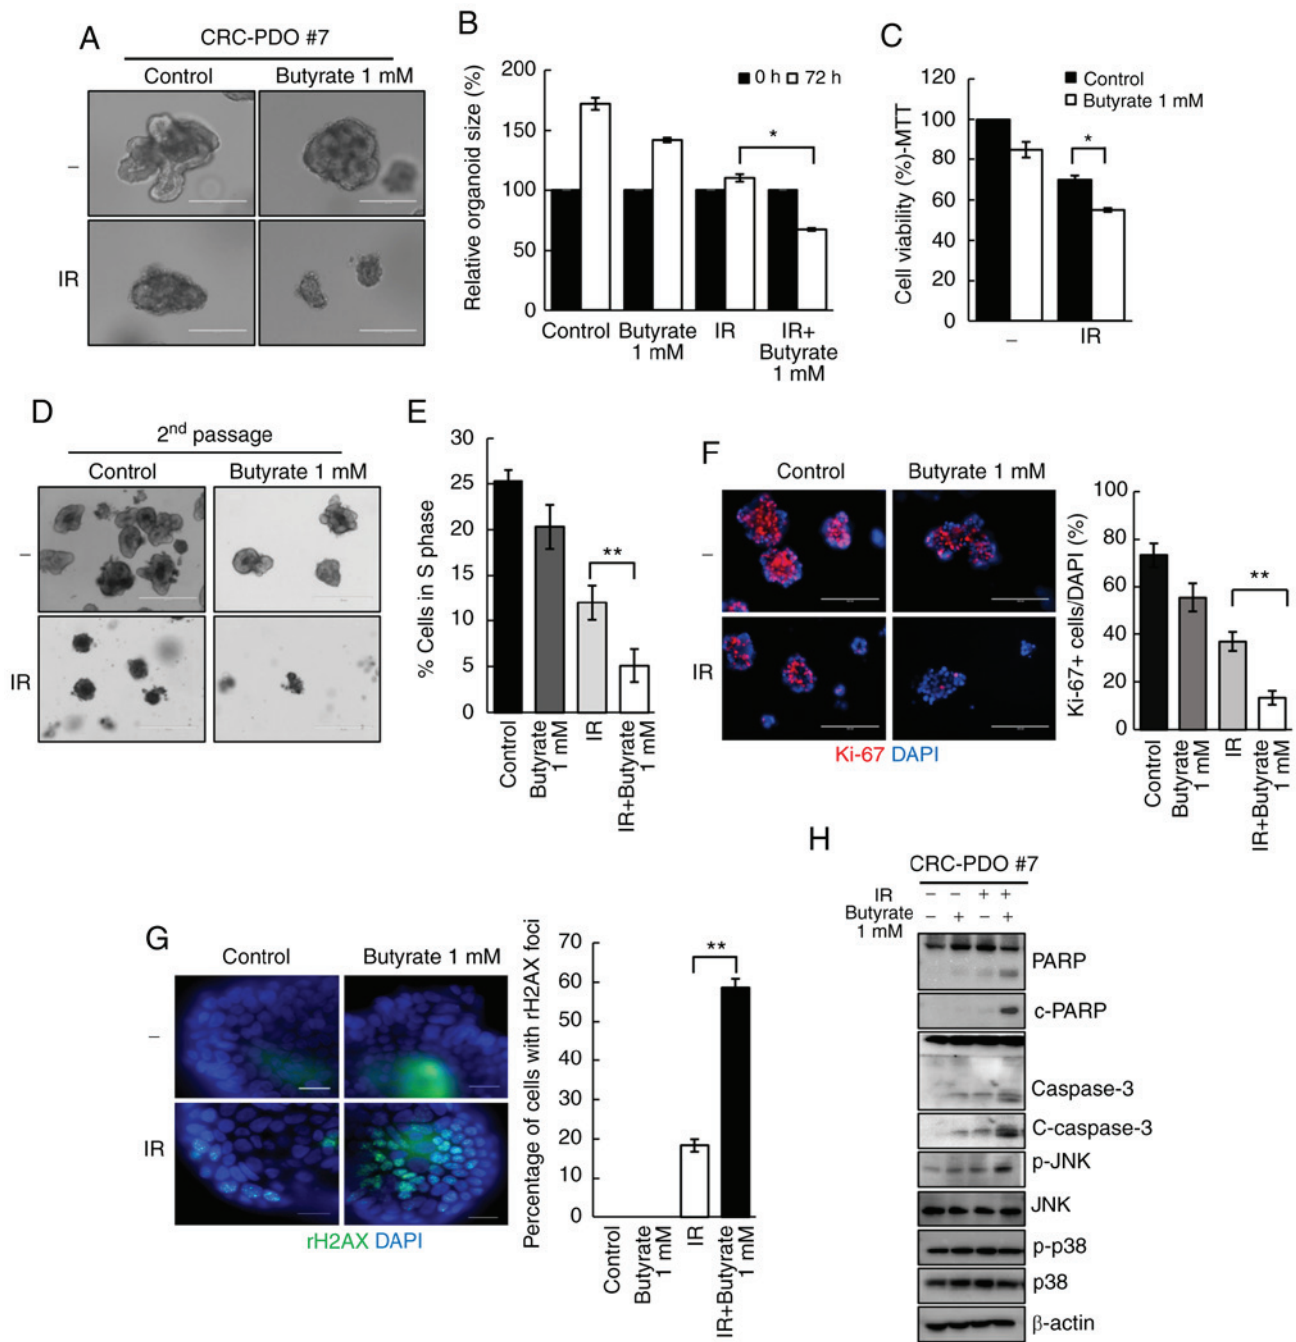 A
CRC-PDO #7
Control
Butyrate 1 mM
–
IR
B
Relative organoid size (%)
200
150
100
50
0
0 h
72 h
*
Control
Butyrate
1 mM
IR
IR+
Butyrate
1 mM
C
Cell viability (%)-MTT
120
100
80
60
40
20
0
Control
Butyrate 1 mM
*
–
IR
D
2nd passage
Control
Butyrate 1 mM
–
IR
E
% Cells in S phase
30
25
20
15
10
5
0
**
Control
Butyrate
1 mM
IR
IR+Butyrate
1 mM
F
Control
Butyrate 1 mM
–
IR
Ki-67 DAPI
Ki-67+ cells/DAPI (%)
100
80
60
40
20
0
**
Control
Butyrate
1 mM
IR
IR+Butyrate
1 mM
G
Control
Butyrate 1 mM
–
IR
rH2AX DAPI
Percentage of cells with rH2AX foci
70
60
50
40
30
20
10
0
**
Control
Butyrate
1 mM
IR
IR+Butyrate
1 mM
H
CRC-PDO #7
IR – – + +
Butyrate – + – +
1 mM
PARP
c-PARP
Caspase-3
C-caspase-3
p-JNK
JNK
p-p38
p38
β-actin